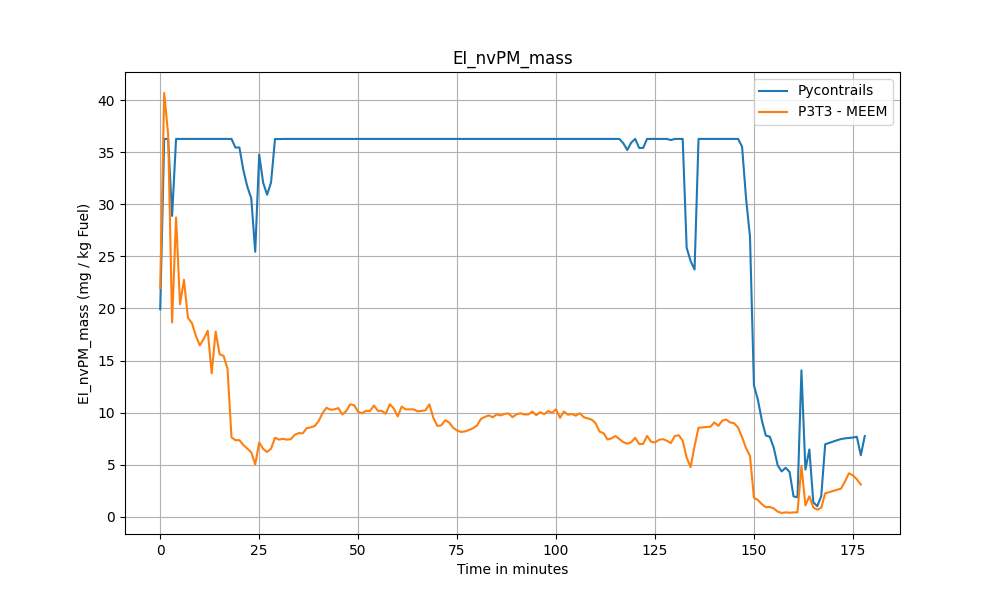 EI_nvPM_mass
Pycontrails
P3T3 - MEEM
EI_nvPM_mass (mg / kg Fuel)
40
35
30
25
20
15
10
5
0
0 25 50 75 100 125 150 175
Time in minutes